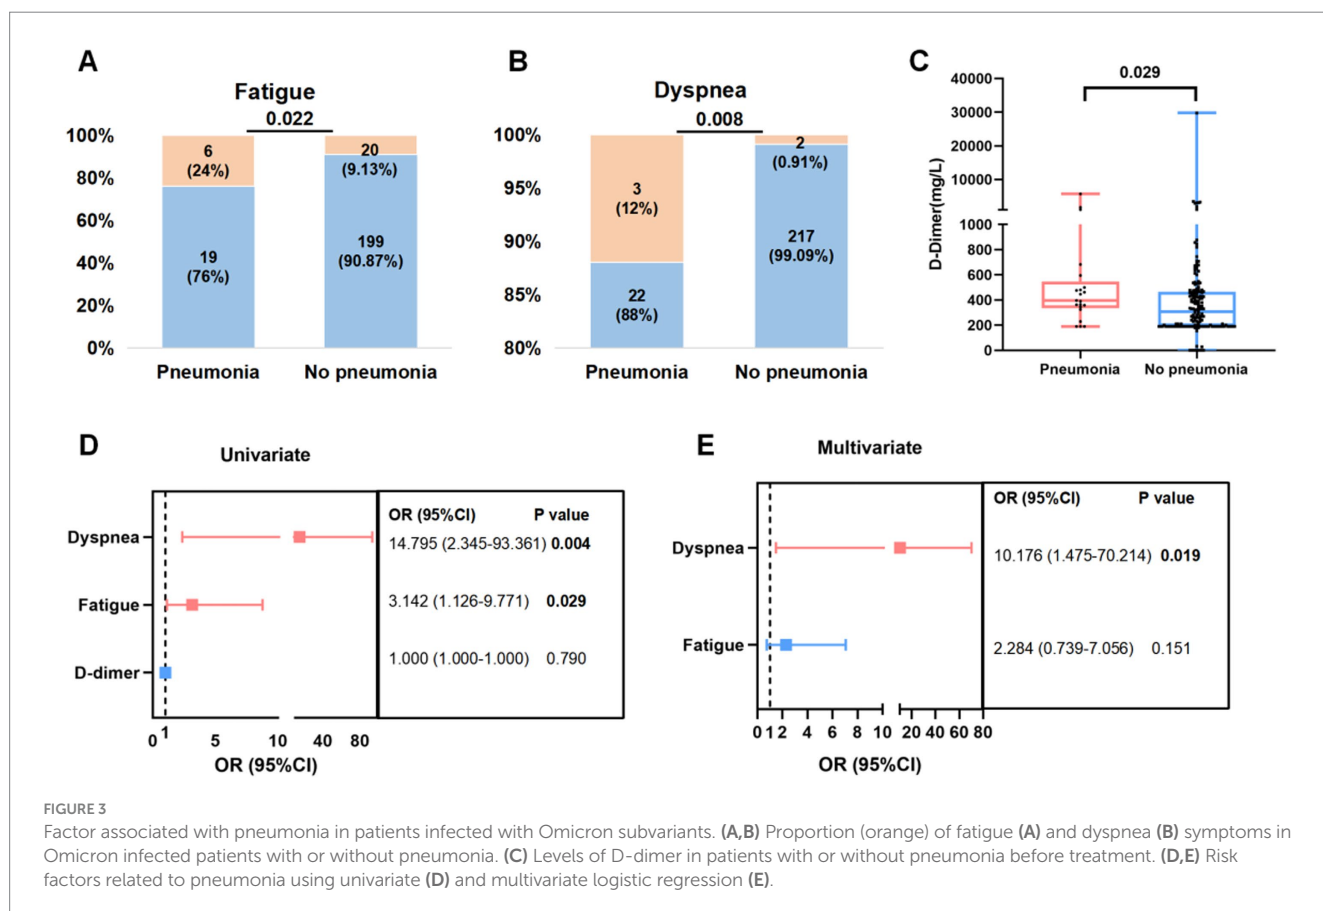 A
Fatigue
0.022
100%
80%
60%
40%
20%
0%
6
(24%)
19
(76%)
20
(9.13%)
199
(90.87%)
Pneumonia
No pneumonia
B
Dyspnea
0.008
100%
95%
90%
85%
80%
3
(12%)
22
(88%)
2
(0.91%)
217
(99.09%)
Pneumonia
No pneumonia
C
0.029
D-Dimer(mg/L)
40000
30000
20000
10000
1000
800
600
400
200
0
Pneumonia
No pneumonia
D
Univariate
OR (95%CI) P value
Dyspnea
14.795 (2.345-93.361) 0.004
Fatigue
3.142 (1.126-9.771) 0.029
D-dimer
1.000 (1.000-1.000) 0.790
0 1 5 10 40 80
OR (95%CI)
E
Multivariate
OR (95%CI) P value
Dyspnea
10.176 (1.475-70.214) 0.019
Fatigue
2.284 (0.739-7.056) 0.151
0 1 2 4 6 8 10 20 40 60 80
OR (95%CI)
FIGURE 3
Factor associated with pneumonia in patients infected with Omicron subvariants. (A,B) Proportion (orange) of fatigue (A) and dyspnea (B) symptoms in
Omicron infected patients with or without pneumonia. (C) Levels of D-dimer in patients with or without pneumonia before treatment. (D,E) Risk
factors related to pneumonia using univariate (D) and multivariate logistic regression (E).